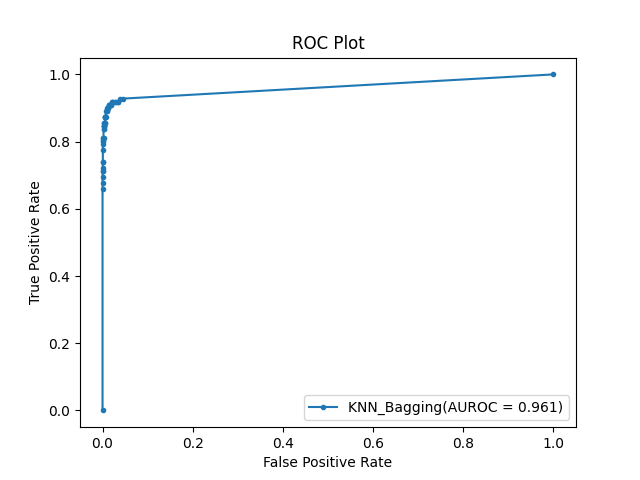 ROC Plot
1.0
0.8
0.6
0.4
0.2
0.0
True Positive Rate
KNN_Bagging(AUROC = 0.961)
0.0 0.2 0.4 0.6 0.8 1.0
False Positive Rate